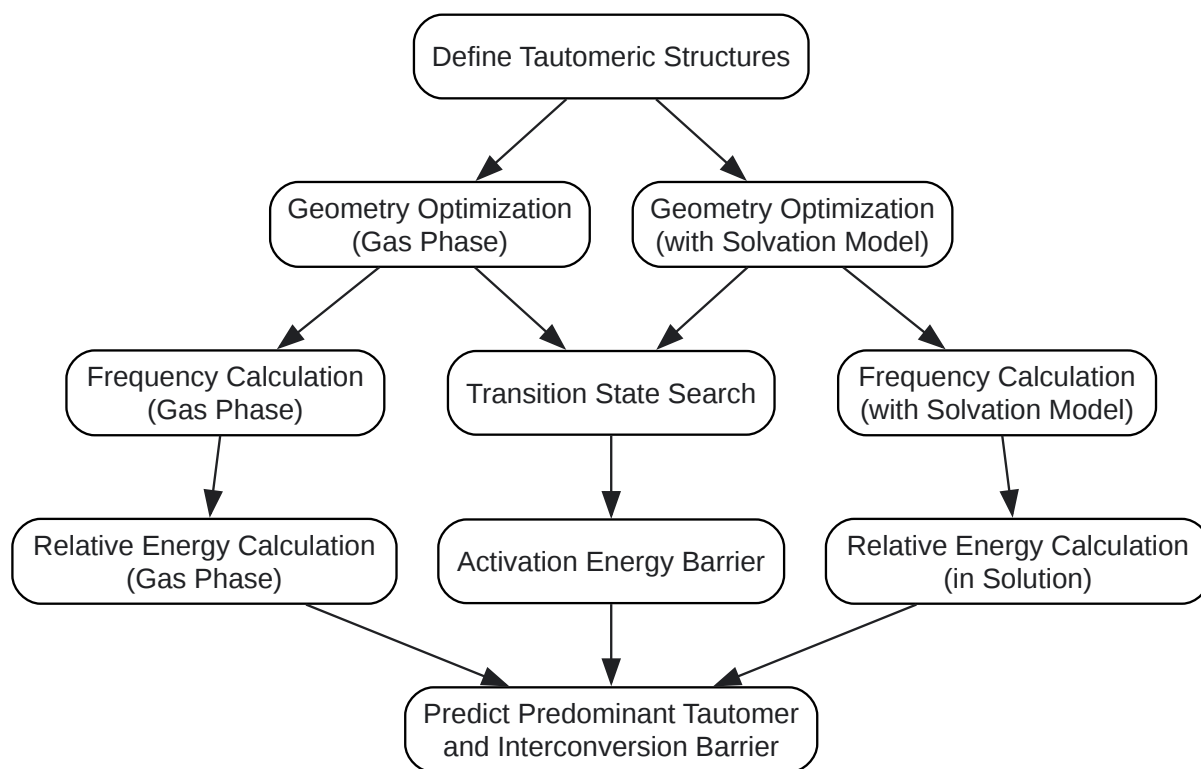 Define Tautomeric Structures
Geometry Optimization
(Gas Phase)
Geometry Optimization
(with Solvation Model)
Frequency Calculation
(Gas Phase)
Transition State Search
Frequency Calculation
(with Solvation Model)
Relative Energy Calculation
(Gas Phase)
Activation Energy Barrier
Relative Energy Calculation
(in Solution)
Predict Predominant Tautomer
and Interconversion Barrier